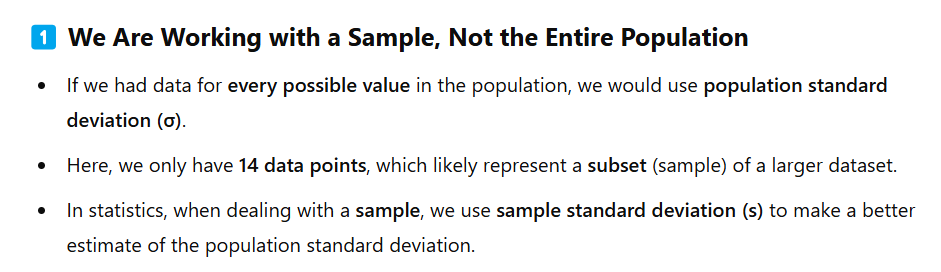 1 We Are Working with a Sample, Not the Entire Population
• If we had data for every possible value in the population, we would use population standard
deviation (σ).
• Here, we only have 14 data points, which likely represent a subset (sample) of a larger dataset.
• In statistics, when dealing with a sample, we use sample standard deviation (s) to make a better
estimate of the population standard deviation.